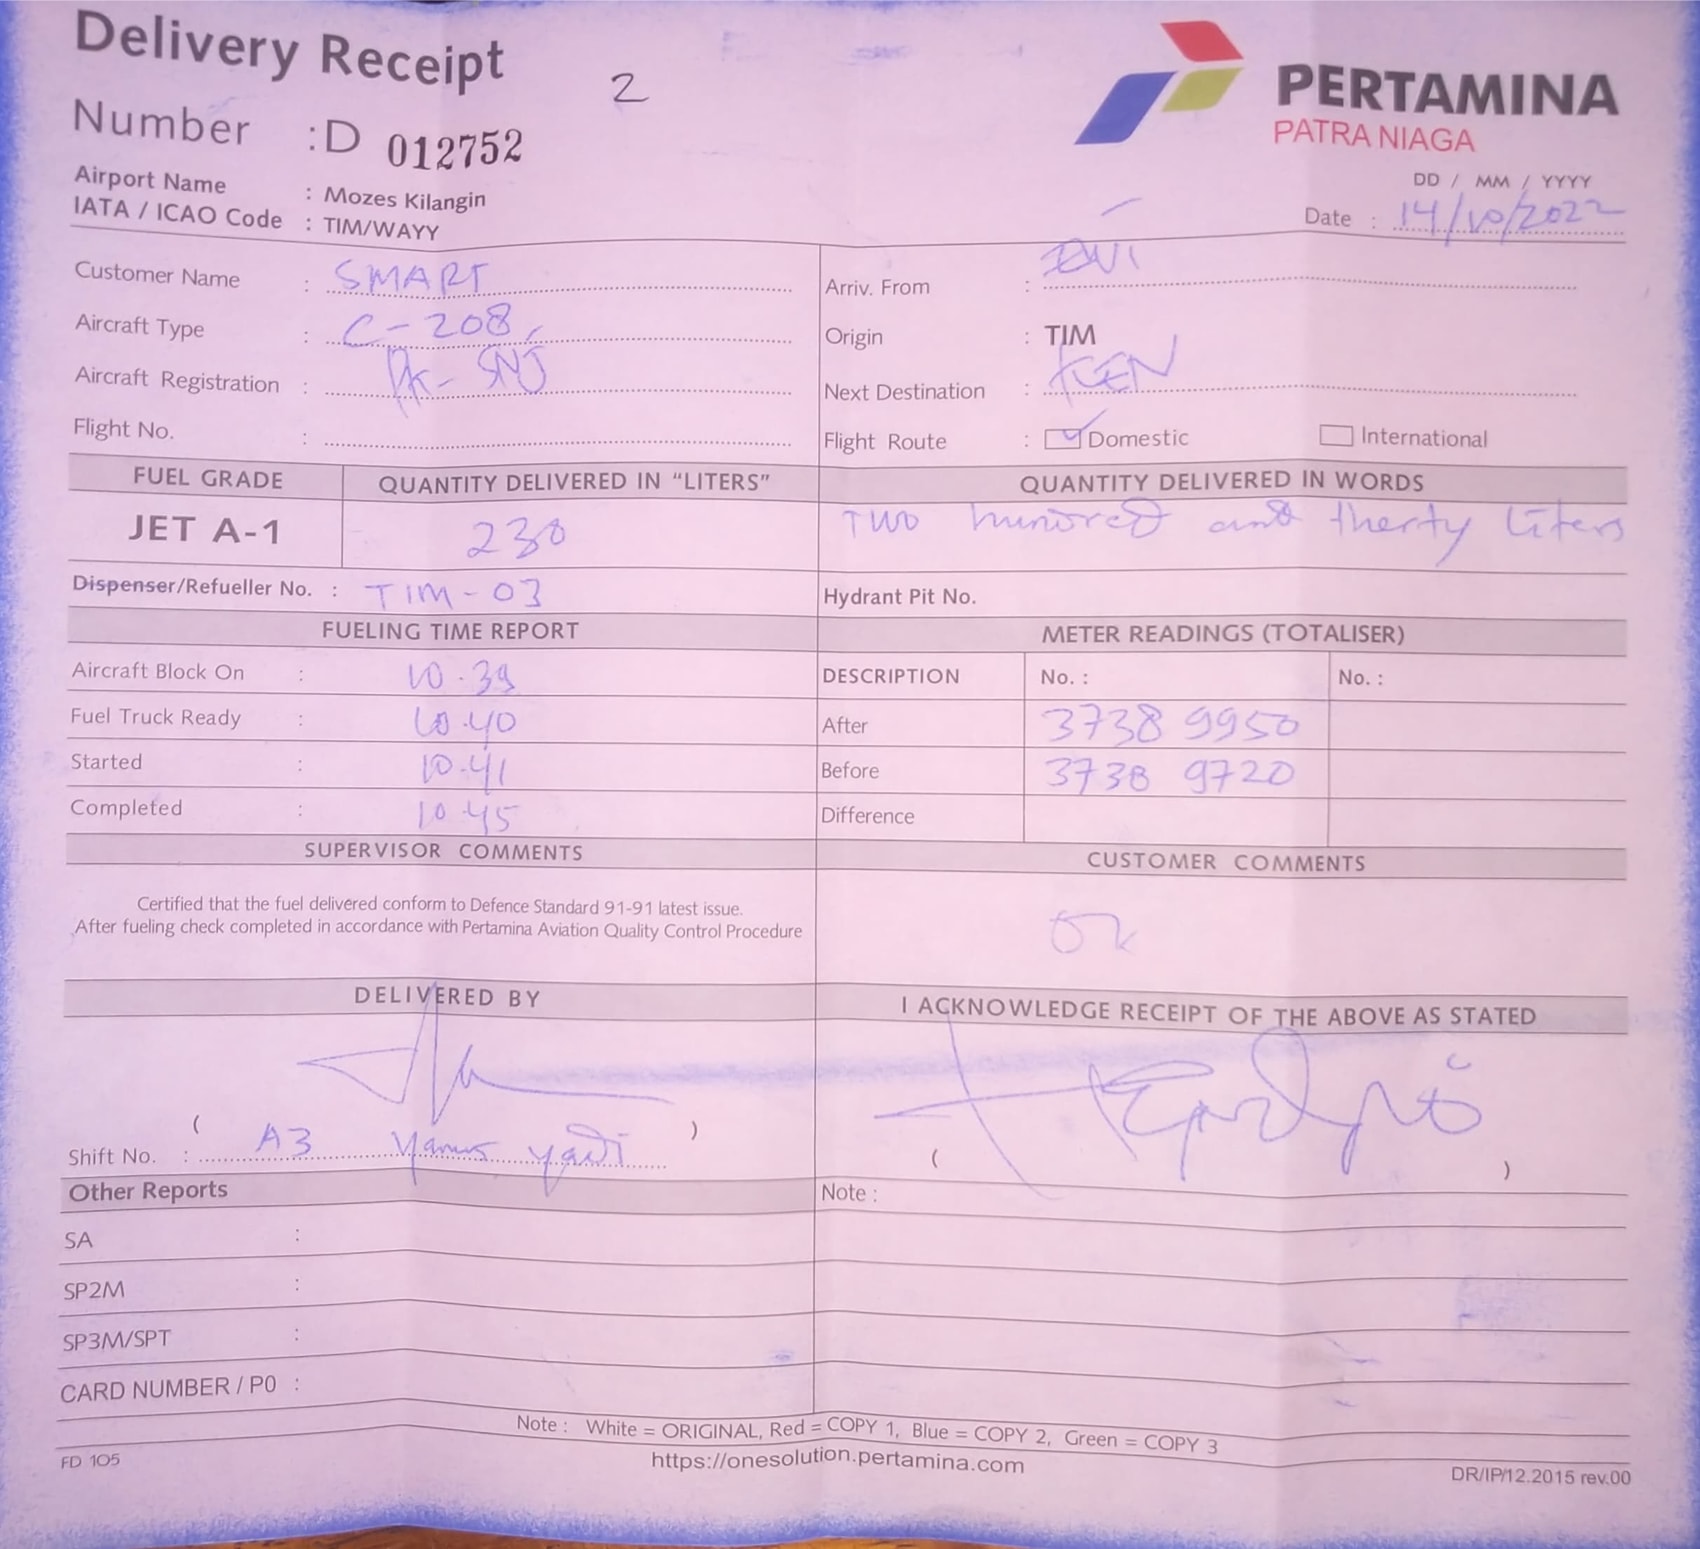 Delivery Receipt
2
PERTAMINA
PATRA NIAGA
Number : D 012752
Airport Name : Mozes Kilangin
IATA / ICAO Code : TIM/WAYY
DD / MM / YYYY
Date : 14/10/2022
Customer Name : SMART
Arriv. From :
Aircraft Type : C-208
Origin : TIM
Aircraft Registration : PK-SNJ
Next Destination :
Flight No. :
Flight Route : Domestic International
FUEL GRADE QUANTITY DELIVERED IN "LITERS" QUANTITY DELIVERED IN WORDS
JET A-1 230 Two hundred and therty Liters
Dispenser/Refueller No. : TIM-03
Hydrant Pit No.
FUELING TIME REPORT METER READINGS (TOTALISER)
Aircraft Block On : 10.39
DESCRIPTION No. : No. :
Fuel Truck Ready : 10.40
After 3738 9950
Started : 10.41
Before 3738 9720
Completed : 10.45
Difference
SUPERVISOR COMMENTS CUSTOMER COMMENTS
Certified that the fuel delivered conform to Defence Standard 91-91 latest issue.
After fueling check completed in accordance with Pertamina Aviation Quality Control Procedure
Ok
DELIVERED BY I ACKNOWLEDGE RECEIPT OF THE ABOVE AS STATED
( )
Shift No. : A3
( )
Other Reports Note :
SA :
SP2M :
SP3M/SPT :
CARD NUMBER / P0 :
Note : White = ORIGINAL, Red = COPY 1, Blue = COPY 2, Green = COPY 3
FD 105 https://onesolution.pertamina.com DR/IP/12.2015 rev.00